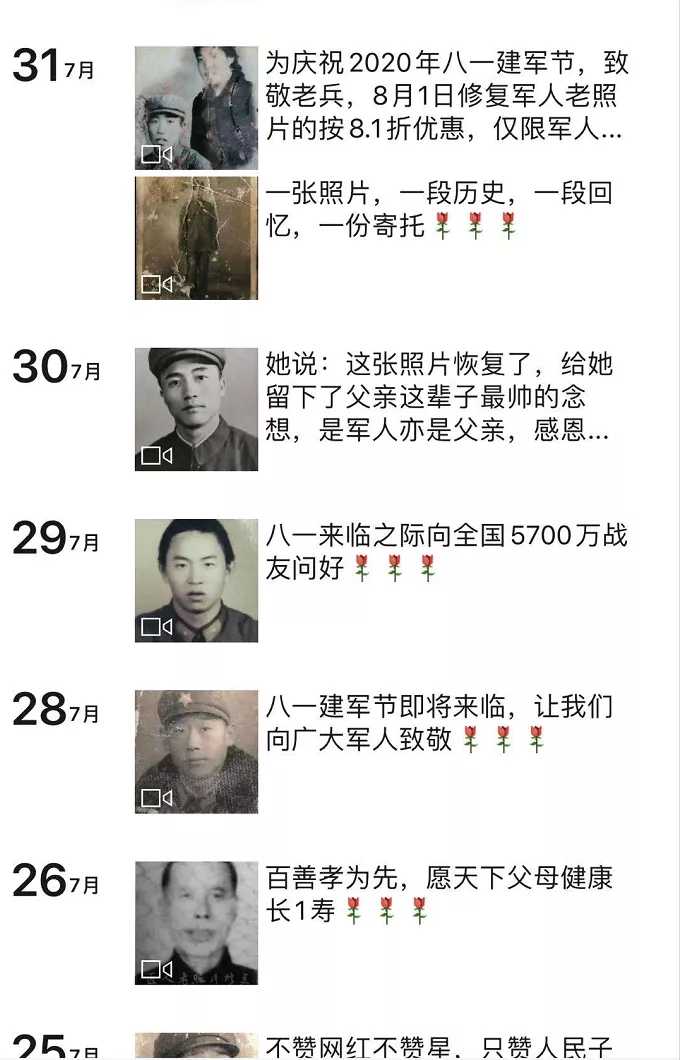 31 7月
为庆祝2020年八一建军节，致
敬老兵，8月1日修复军人老照
片的按8.1折优惠，仅限军人...
一张照片，一段历史，一段回
忆，一份寄托🌹🌹🌹
30 7月
她说：这张照片恢复了，给她
留下了父亲这辈子最帅的念
想，是军人亦是父亲，感恩...
29 7月
八一来临之际向全国5700万战
友问好🌹🌹🌹
28 7月
八一建军节即将来临，让我们
向广大军人致敬🌹🌹🌹
26 7月
百善孝为先，愿天下父母健康
长1寿🌹🌹🌹
25 7月
不赞网红不赞星，只赞人民子